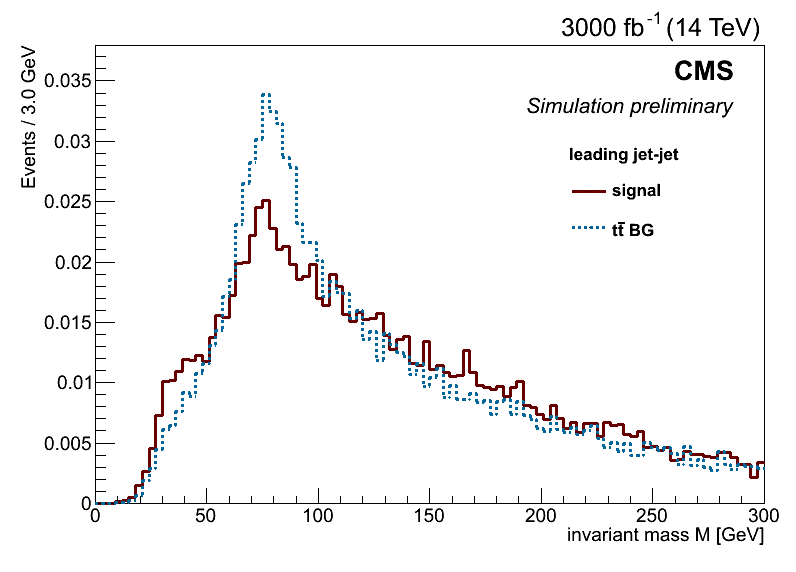 3000 fb-1 (14 TeV)
CMS
Simulation preliminary
leading jet-jet
signal
tt̄ BG
Events / 3.0 GeV
0.035
0.03
0.025
0.02
0.015
0.01
0.005
0
0 50 100 150 200 250 300
invariant mass M [GeV]